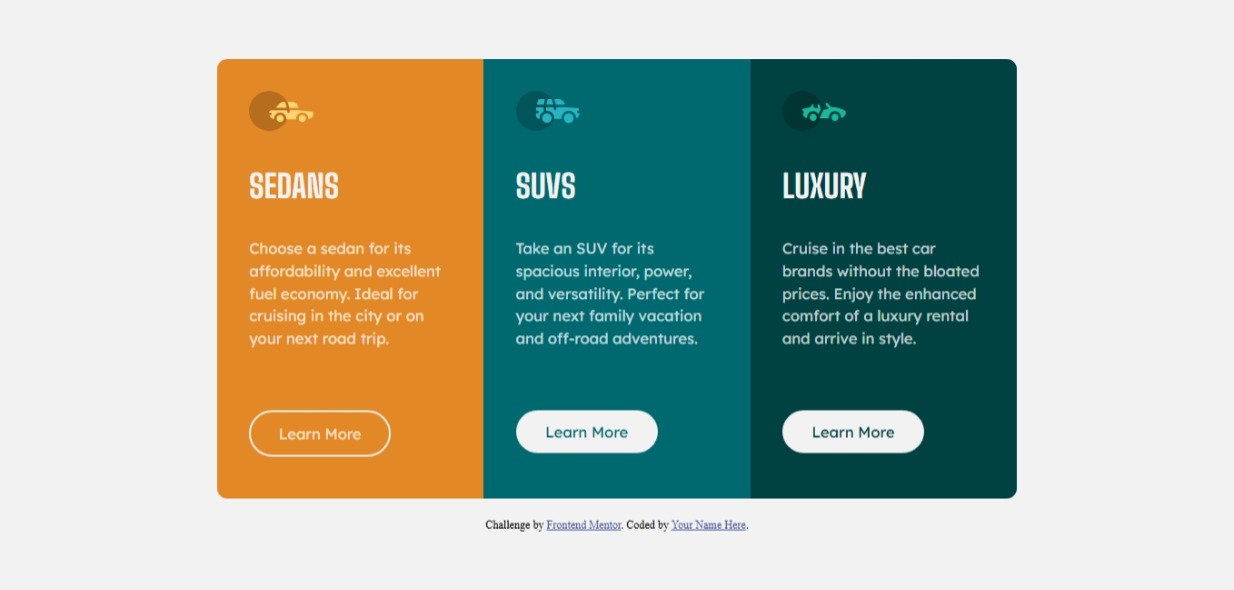 SEDANS
Choose a sedan for its
affordability and excellent
fuel economy. Ideal for
cruising in the city or on
your next road trip.
Learn More
SUVS
Take an SUV for its
spacious interior, power,
and versatility. Perfect for
your next family vacation
and off-road adventures.
Learn More
LUXURY
Cruise in the best car
brands without the bloated
prices. Enjoy the enhanced
comfort of a luxury rental
and arrive in style.
Learn More
Challenge by Frontend Mentor. Coded by Your Name Here.